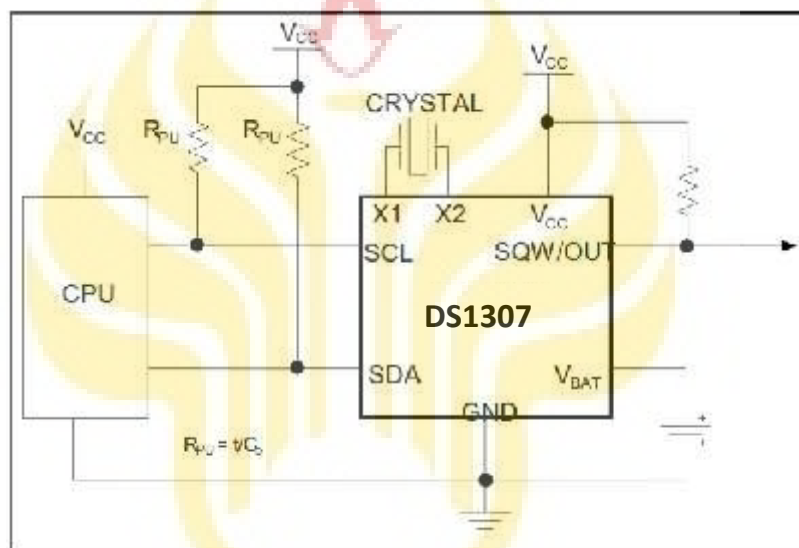 VCC
VCC
CRYSTAL
VCC
RPU
RPU
X1
X2
VCC
SCL
SQW/OUT
CPU
DS1307
SDA
VBAT
GND
RPU = t/Cb
+